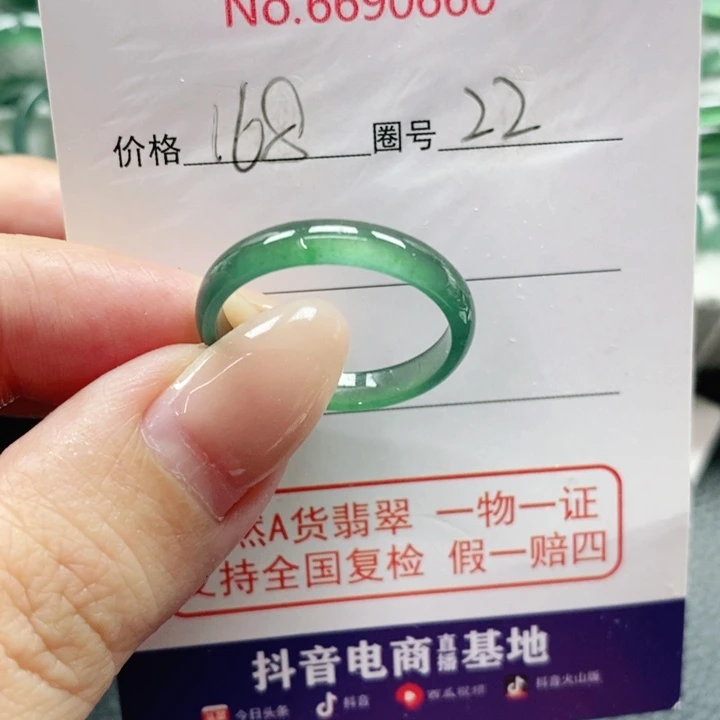 No.6690660
价格 168 圈号 22
然A货翡翠 一物一证
支持全国复检 假一赔四
抖音电商直播基地
今日头条 抖音 西瓜视频 抖音火山版